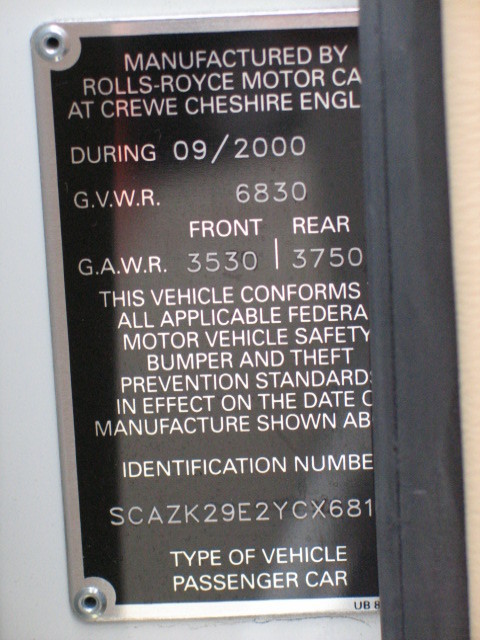 MANUFACTURED BY
ROLLS-ROYCE MOTOR CA
AT CREWE CHESHIRE ENGL
DURING 09/2000
G.V.W.R. 6830
FRONT REAR
G.A.W.R. 3530 | 3750
THIS VEHICLE CONFORMS
ALL APPLICABLE FEDERA
MOTOR VEHICLE SAFETY
BUMPER AND THEFT
PREVENTION STANDARDS
IN EFFECT ON THE DATE O
MANUFACTURE SHOWN AB
IDENTIFICATION NUMBE
SCAZK29E2YCX681
TYPE OF VEHICLE
PASSENGER CAR
UB 8